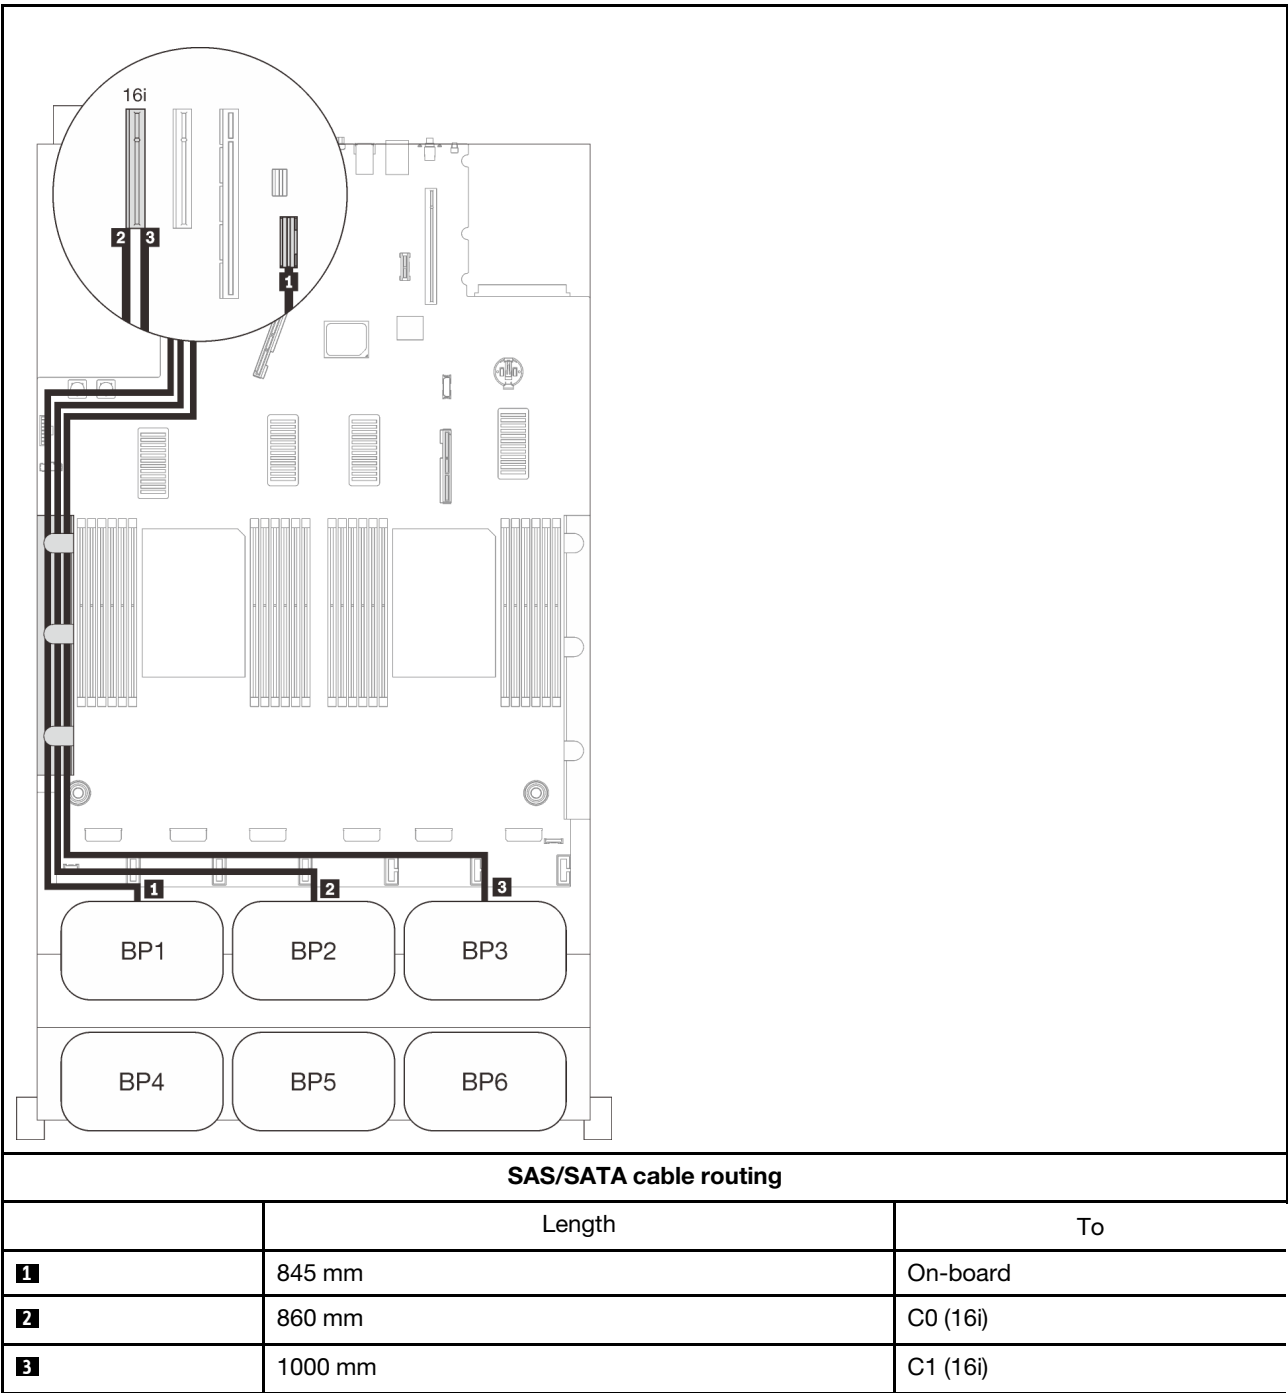 16i
2 3
1
1
2
3
BP1 BP2 BP3
BP4 BP5 BP6
SAS/SATA cable routing
Length To
1 845 mm On-board
2 860 mm C0 (16i)
3 1000 mm C1 (16i)